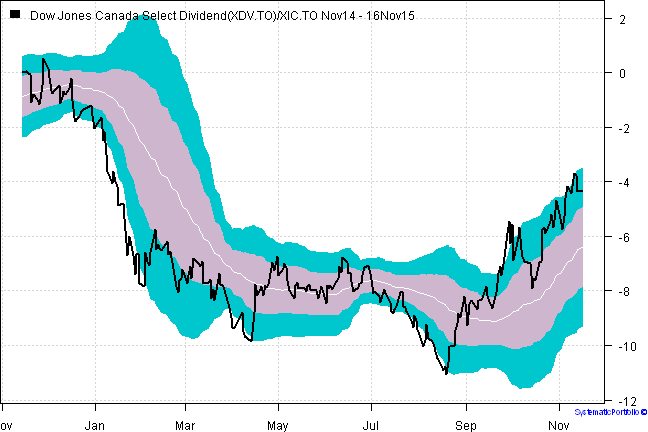 Dow Jones Canada Select Dividend(XDV.TO)/XIC.TO Nov14 - 16Nov15
2
0
-2
-4
-6
-8
-10
-12
ov
Jan
Mar
May
Jul
Sep
Nov
SystematicPortfolio ©